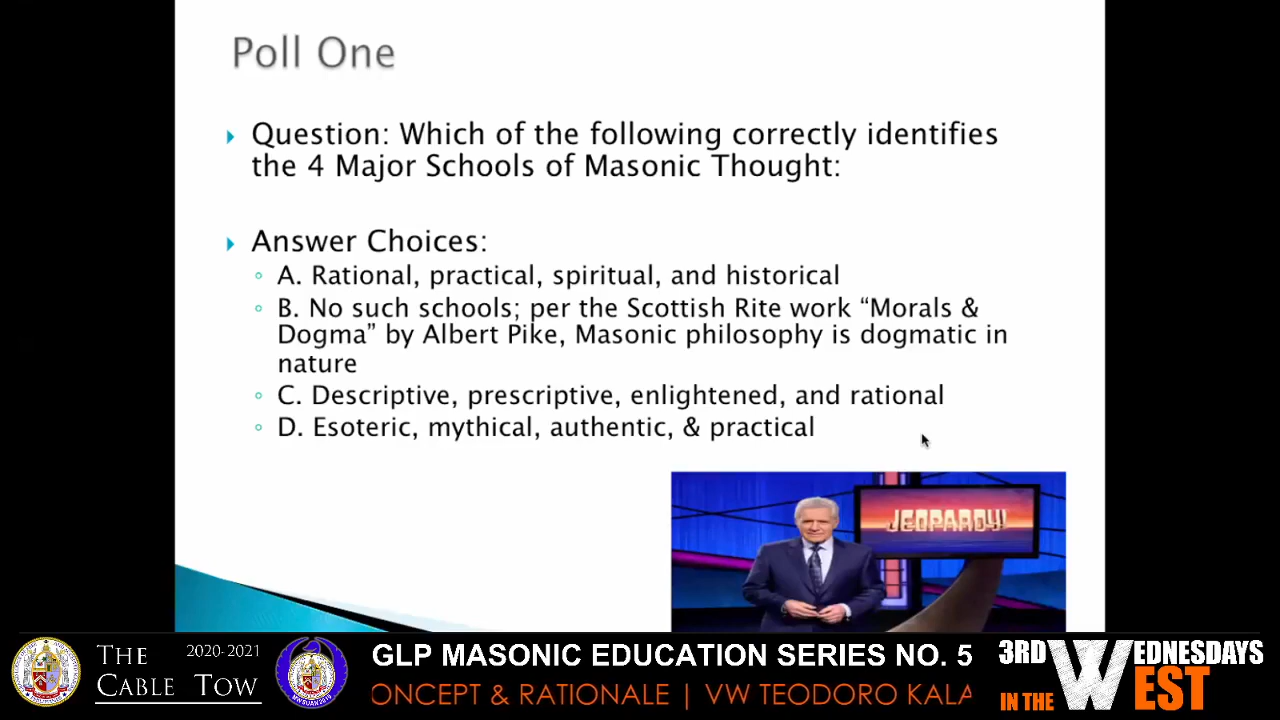 Poll One
Question: Which of the following correctly identifies
the 4 Major Schools of Masonic Thought:
Answer Choices:
A. Rational, practical, spiritual, and historical
B. No such schools; per the Scottish Rite work “Morals &
Dogma” by Albert Pike, Masonic philosophy is dogmatic in
nature
C. Descriptive, prescriptive, enlightened, and rational
D. Esoteric, mythical, authentic, & practical
JEOPARDY!
THE 2020-2021
CABLE TOW
GLP MASONIC EDUCATION SERIES NO. 5
ONCEPT & RATIONALE | VW TEODORO KALA
3RD WEDNESDAYS
IN THE WEST